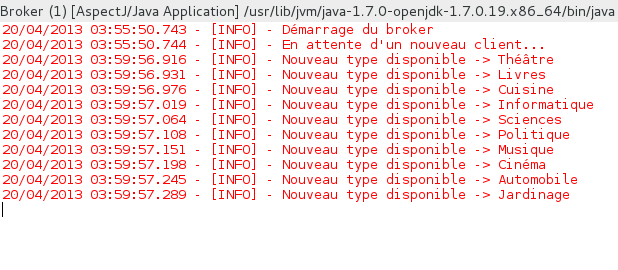 Broker (1) [AspectJ/Java Application] /usr/lib/jvm/java-1.7.0-openjdk-1.7.0.19.x86_64/bin/java
20/04/2013 03:55:50.743 - [INFO] - Démarrage du broker
20/04/2013 03:55:50.744 - [INFO] - En attente d'un nouveau client...
20/04/2013 03:59:56.916 - [INFO] - Nouveau type disponible -> Théâtre
20/04/2013 03:59:56.931 - [INFO] - Nouveau type disponible -> Livres
20/04/2013 03:59:56.976 - [INFO] - Nouveau type disponible -> Cuisine
20/04/2013 03:59:57.019 - [INFO] - Nouveau type disponible -> Informatique
20/04/2013 03:59:57.064 - [INFO] - Nouveau type disponible -> Sciences
20/04/2013 03:59:57.108 - [INFO] - Nouveau type disponible -> Politique
20/04/2013 03:59:57.151 - [INFO] - Nouveau type disponible -> Musique
20/04/2013 03:59:57.198 - [INFO] - Nouveau type disponible -> Cinéma
20/04/2013 03:59:57.245 - [INFO] - Nouveau type disponible -> Automobile
20/04/2013 03:59:57.289 - [INFO] - Nouveau type disponible -> Jardinage